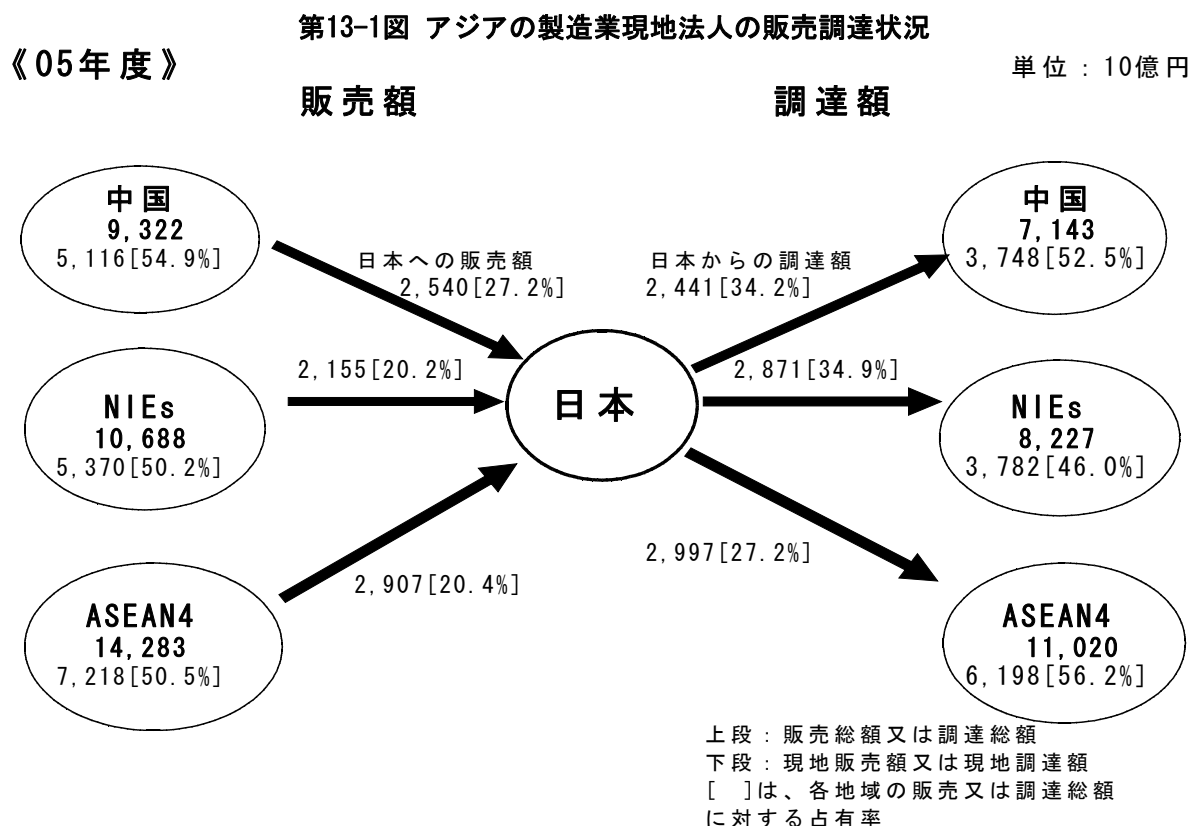 第13-1図 アジアの製造業現地法人の販売調達状況
《05年度》
単位：10億円
販売額
調達額
中国
9,322
5,116[54.9%]
日本への販売額
2,540[27.2%]
日本からの調達額
2,441[34.2%]
中国
7,143
3,748[52.5%]
NIEs
10,688
5,370[50.2%]
2,155[20.2%]
日本
2,871[34.9%]
NIEs
8,227
3,782[46.0%]
ASEAN4
14,283
7,218[50.5%]
2,907[20.4%]
2,997[27.2%]
ASEAN4
11,020
6,198[56.2%]
上段：販売総額又は調達総額
下段：現地販売額又は現地調達額
[　]は、各地域の販売又は調達総額
に対する占有率